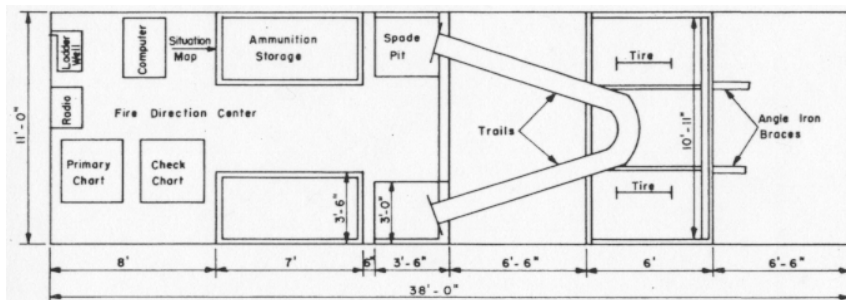 Ladder
Well
Computer
Situation
Map
Ammunition
Storage
Spade
Pit
Tire
Radio
Fire Direction Center
11'-0"
Trails
10'-11"
Angle Iron
Braces
Primary
Chart
Check
Chart
3'-6"
3'-0"
Tire
8'
7'
6"
3'-6"
6'-6"
6'
6'-6"
38'-0"